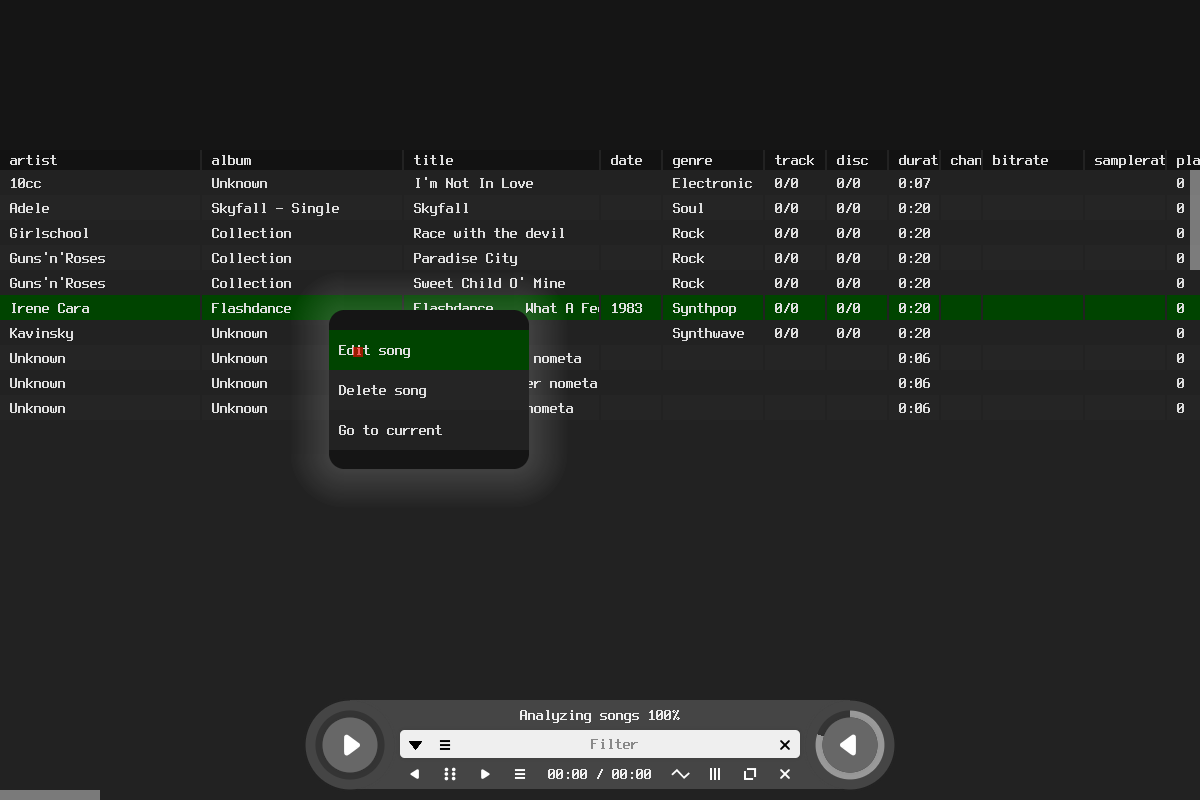 artist album title date genre track disc durat chan bitrate samplerat pla
10cc Unknown I'm Not In Love Electronic 0/0 0/0 0:07 0
Adele Skyfall - Single Skyfall Soul 0/0 0/0 0:20 0
Girlschool Collection Race with the devil Rock 0/0 0/0 0:20 0
Guns'n'Roses Collection Paradise City Rock 0/0 0/0 0:20 0
Guns'n'Roses Collection Sweet Child O' Mine Rock 0/0 0/0 0:20 0
Irene Cara Flashdance Flashdance What A Fee 1983 Synthpop 0/0 0/0 0:20 0
Kavinsky Unknown Synthwave 0/0 0/0 0:20 0
Unknown Unknown nometa 0:06 0
Unknown Unknown er nometa 0:06 0
Unknown Unknown nometa 0:06 0
Edit song
Delete song
Go to current
Analyzing songs 100%
Filter
00:00 / 00:00